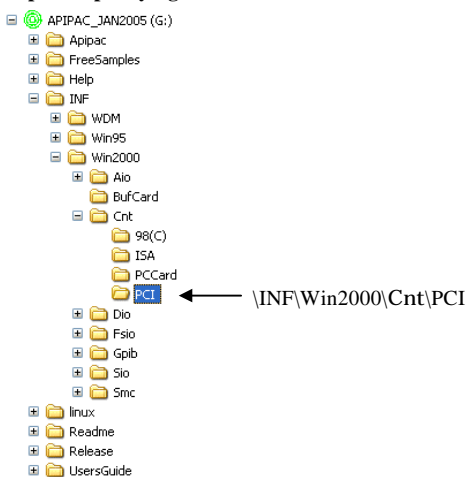 APIPAC_JAN2005 (G:)
Apipac
FreeSamples
Help
INF
WDM
Win95
Win2000
Aio
BufCard
Cnt
98(C)
ISA
PCCard
PCI
\INF\Win2000\Cnt\PCI
Dio
Fsio
Gpib
Sio
Smc
linux
Readme
Release
UsersGuide